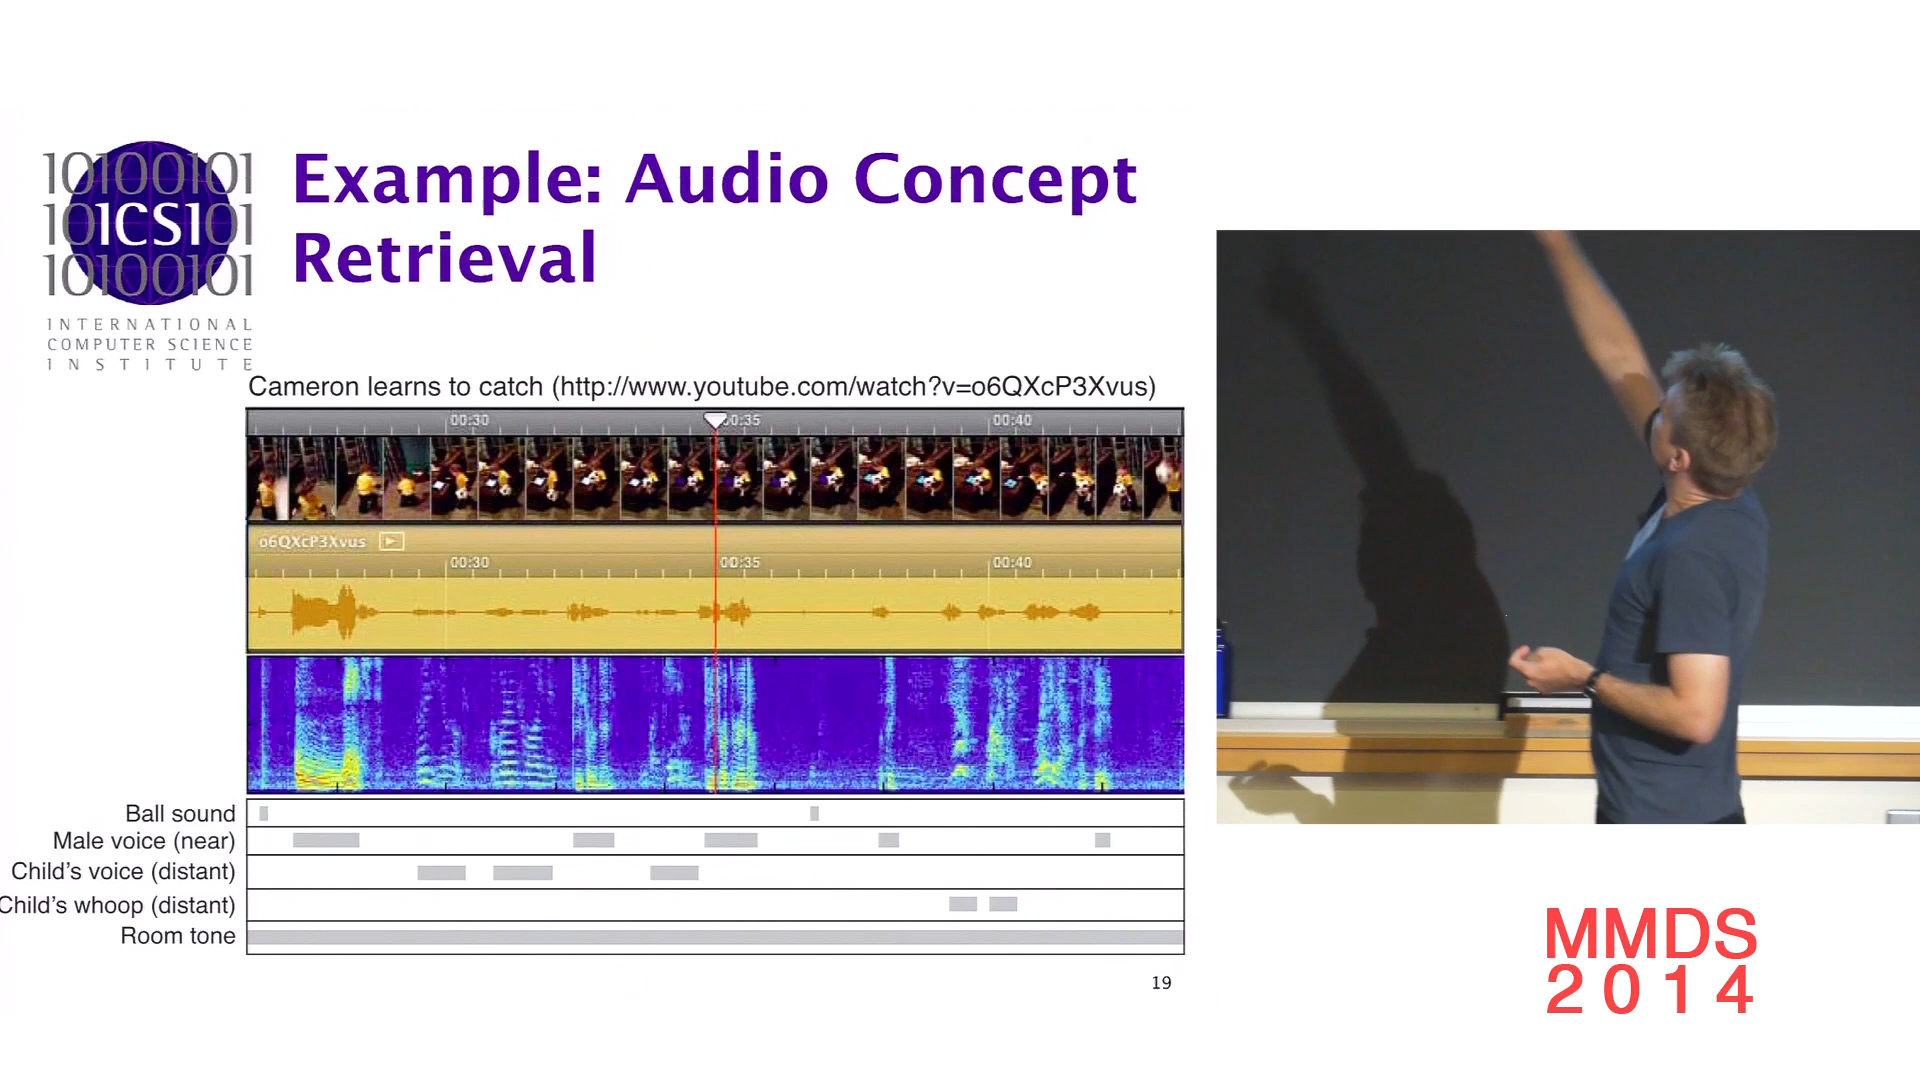 10100101
10ICSI01
10100101
INTERNATIONAL
COMPUTER SCIENCE
INSTITUTE
Example: Audio Concept
Retrieval
Cameron learns to catch (http://www.youtube.com/watch?v=o6QXcP3Xvus)
00:30 00:35 00:40
o6QXcP3Xvus
00:30 00:35 00:40
Ball sound
Male voice (near)
Child's voice (distant)
Child's whoop (distant)
Room tone
19
MMDS
2014